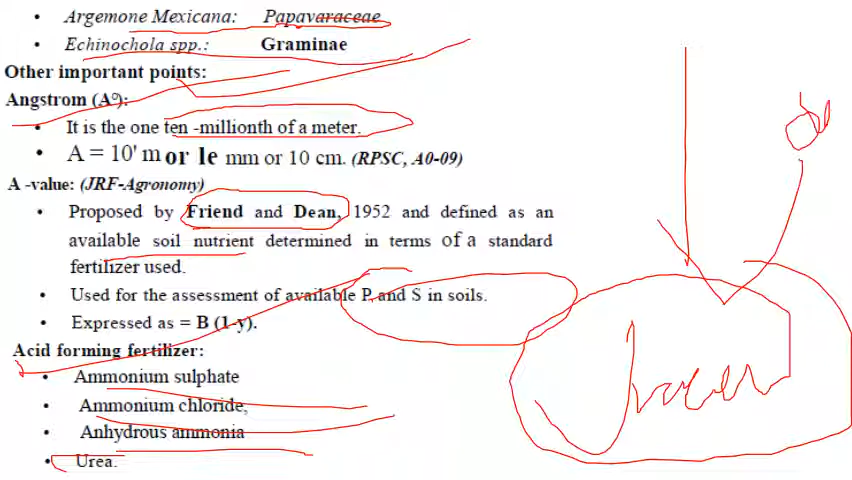 • Argemone Mexicana: Papavaraceae
• Echinochola spp.: Graminae
Other important points:
Angstrom (A°):
• It is the one ten -millionth of a meter.
• A = 10' m or le mm or 10 cm. (RPSC, A0-09)
A -value: (JRF-Agronomy)
• Proposed by Friend and Dean, 1952 and defined as an
available soil nutrient determined in terms of a standard
fertilizer used.
• Used for the assessment of available P, and S in soils.
• Expressed as = B (1-y).
Acid forming fertilizer:
• Ammonium sulphate
• Ammonium chloride,
• Anhydrous ammonia
• Urea.